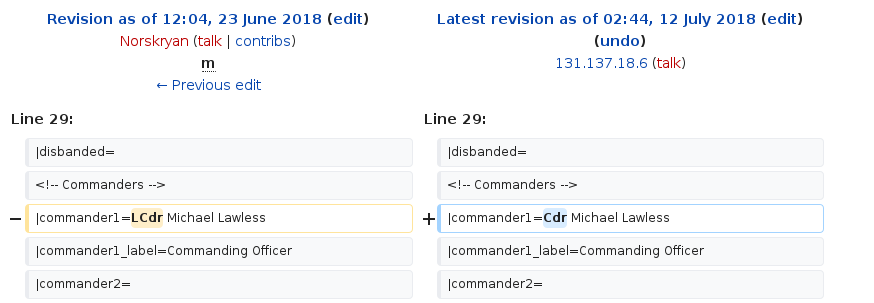 Revision as of 12:04, 23 June 2018 (edit)
Norskryan (talk | contribs)
m
← Previous edit
Latest revision as of 02:44, 12 July 2018 (edit)
(undo)
131.137.18.6 (talk)
Line 29:
Line 29:
|disbanded=
|disbanded=
<!-- Commanders -->
<!-- Commanders -->
− |commander1=LCdr Michael Lawless
+ |commander1=Cdr Michael Lawless
|commander1_label=Commanding Officer
|commander1_label=Commanding Officer
|commander2=
|commander2=